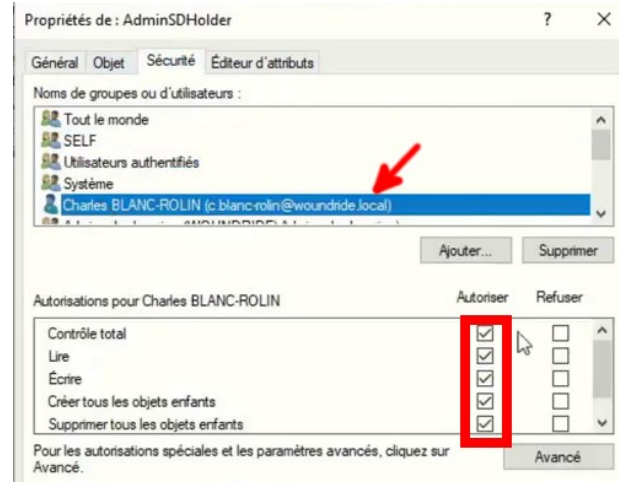 Propriétés de : AdminSDHolder ? ×
Général Objet Sécurité Éditeur d'attributs
Noms de groupes ou d'utilisateurs :
Tout le monde
SELF
Utilisateurs authentifiés
Système
Charles BLANC-ROLIN (c.blanc-rolin@woundride.local)
Ajouter... Supprimer
Autorisations pour Charles BLANC-ROLIN Autoriser Refuser
Contrôle total
Lire
Écrire
Créer tous les objets enfants
Supprimer tous les objets enfants
Pour les autorisations spéciales et les paramètres avancés, cliquez sur
Avancé.
Avancé